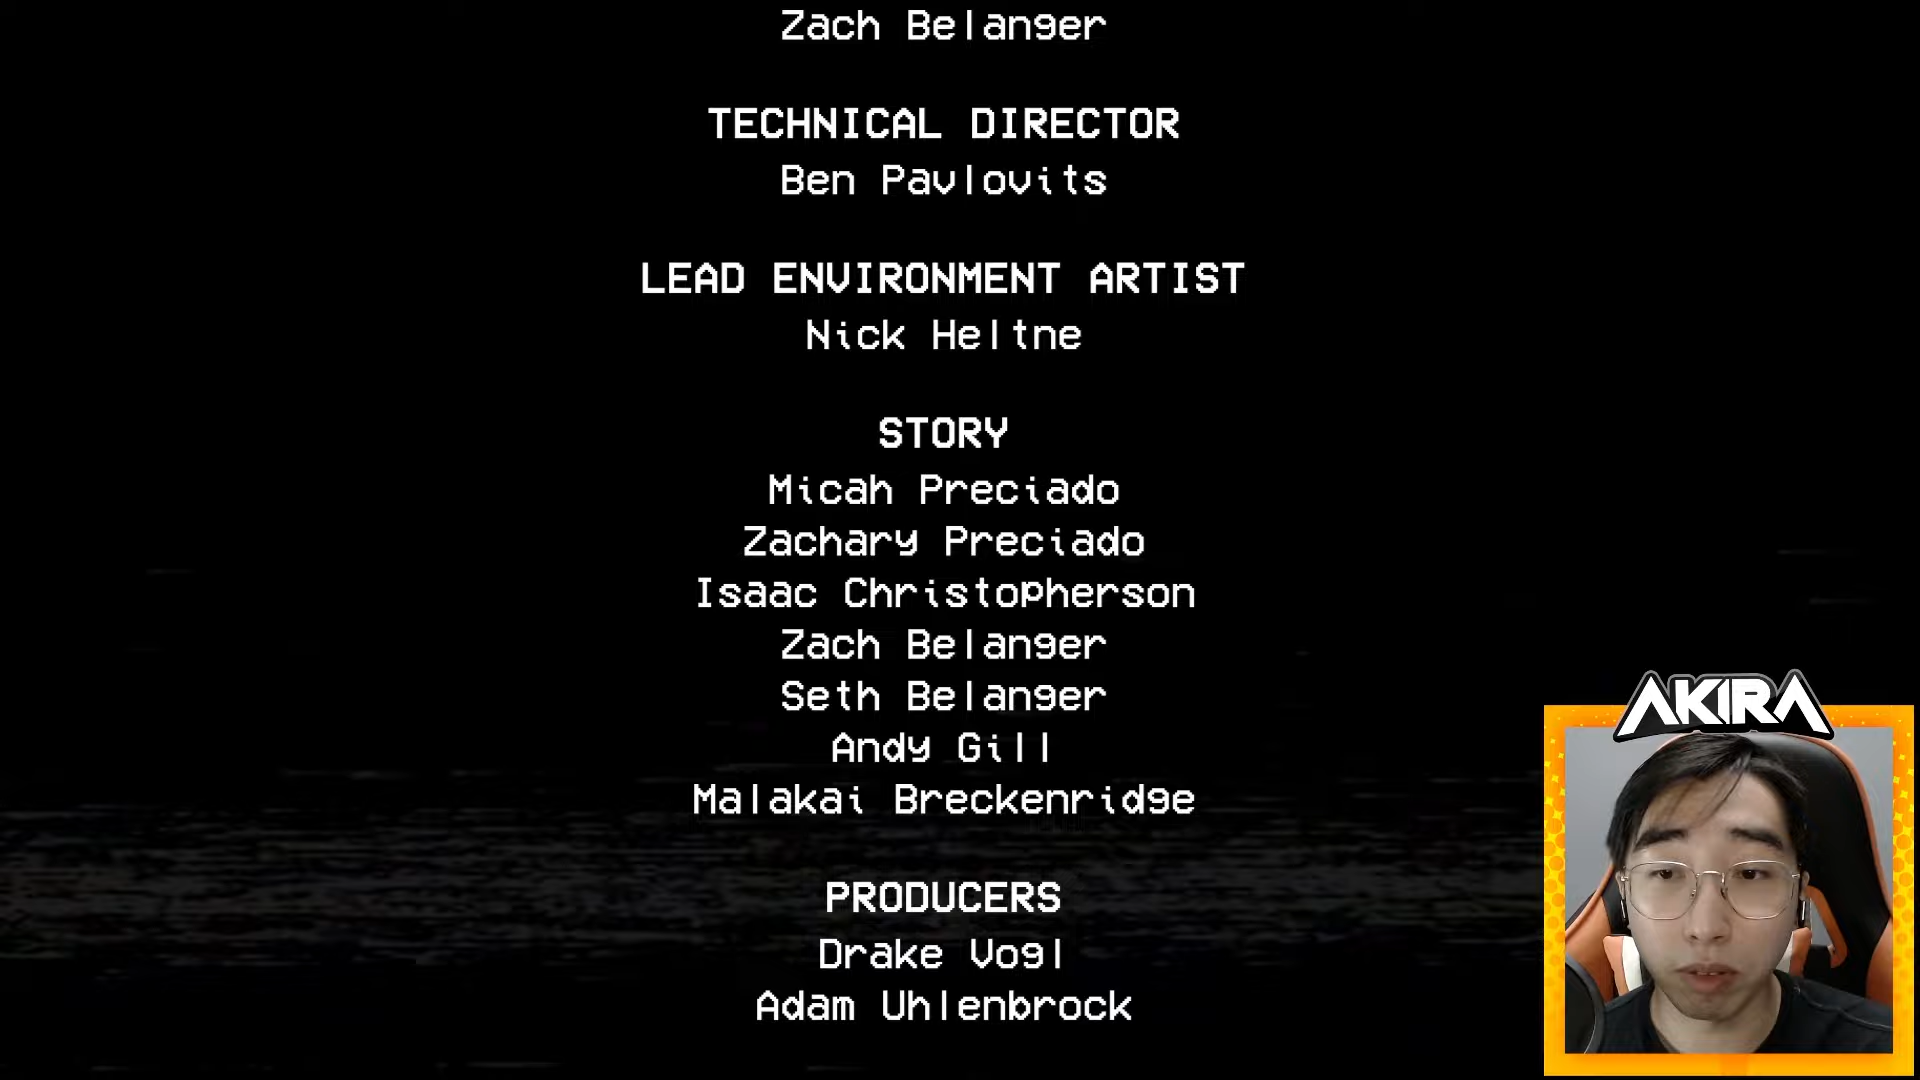 Zach Belanger
TECHNICAL DIRECTOR
Ben Pavlovits
LEAD ENVIRONMENT ARTIST
Nick Heltne
STORY
Micah Preciado
Zachary Preciado
Isaac Christopherson
Zach Belanger
Seth Belanger
Andy Gill
Malakai Breckenridge
PRODUCERS
Drake Vogl
Adam Uhlenbrock
AKIRA